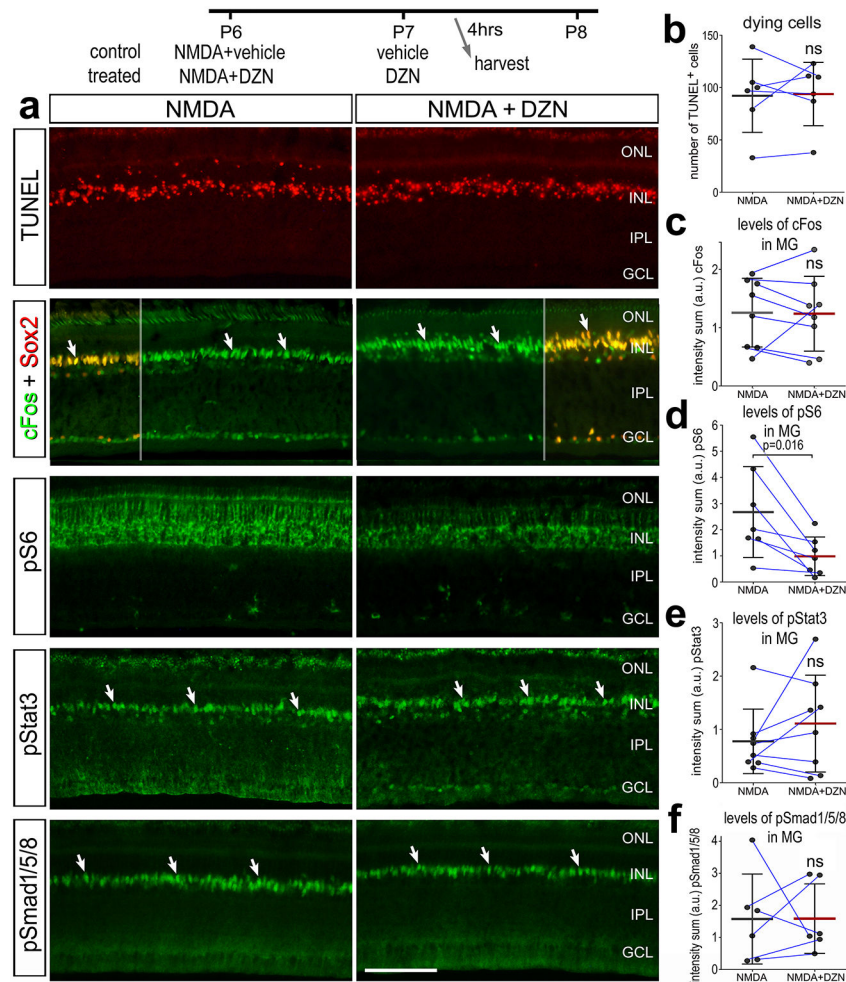 P6
P7
4hrs
P8
control
NMDA+vehicle
vehicle
treated
NMDA+DZN
DZN
harvest
a
NMDA
NMDA + DZN
TUNEL
ONL
INL
IPL
GCL
cFos + Sox2
ONL
INL
IPL
GCL
pS6
ONL
INL
IPL
GCL
pStat3
ONL
INL
IPL
GCL
pSmad1/5/8
ONL
INL
IPL
GCL
b
dying cells
number of TUNEL⁺ cells
150
100
50
0
ns
NMDA
NMDA+DZN
c
levels of cFos
in MG
intensity sum (a.u.) cFos
2
1
0
ns
NMDA
NMDA+DZN
d
levels of pS6
in MG
p=0.016
intensity sum (a.u.) pS6
6
5
4
3
2
1
0
NMDA
NMDA+DZN
e
levels of pStat3
in MG
intensity sum (a.u.) pStat3
3
2
1
0
ns
NMDA
NMDA+DZN
f
levels of pSmad1/5/8
in MG
intensity sum (a.u.) pSmad1/5/8
4
3
2
1
0
ns
NMDA
NMDA+DZN